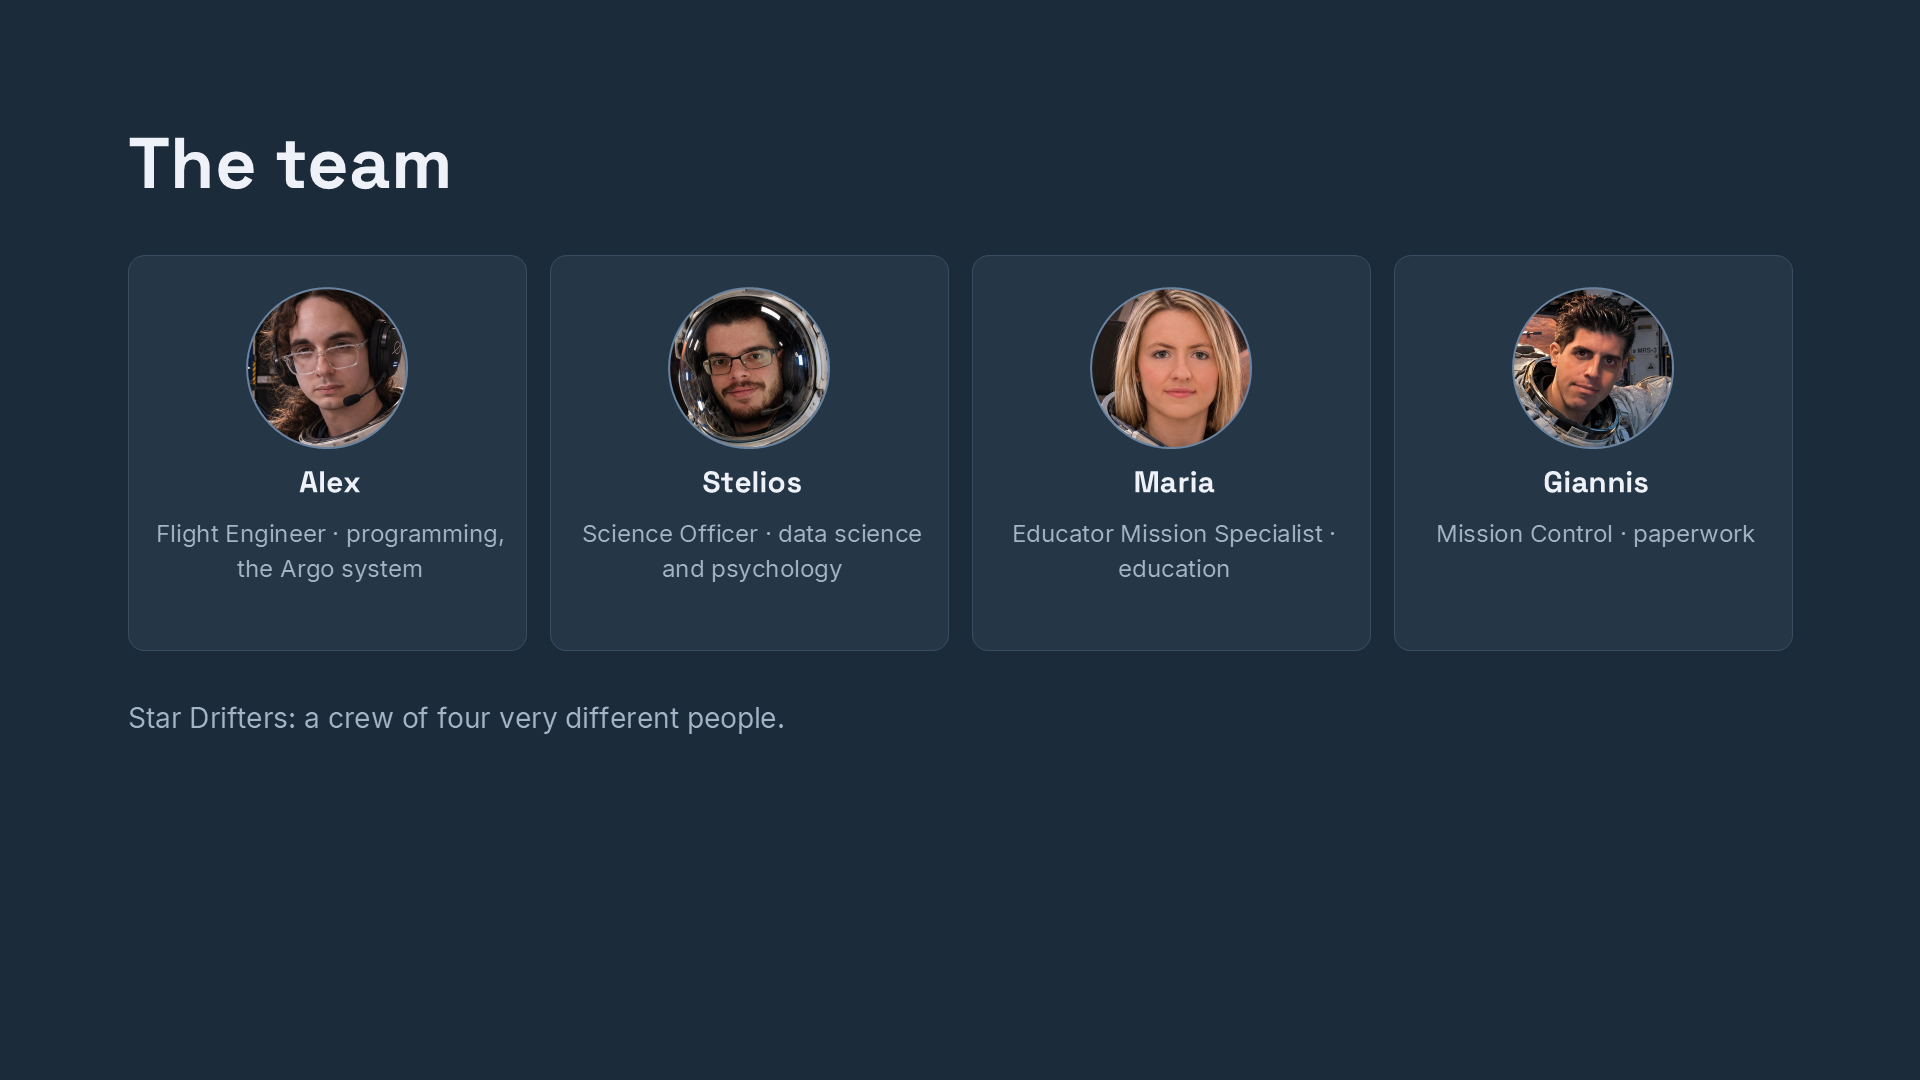 The team
Alex
Flight Engineer · programming,
the Argo system
Stelios
Science Officer · data science
and psychology
Maria
Educator Mission Specialist ·
education
Giannis
Mission Control · paperwork
Star Drifters: a crew of four very different people.